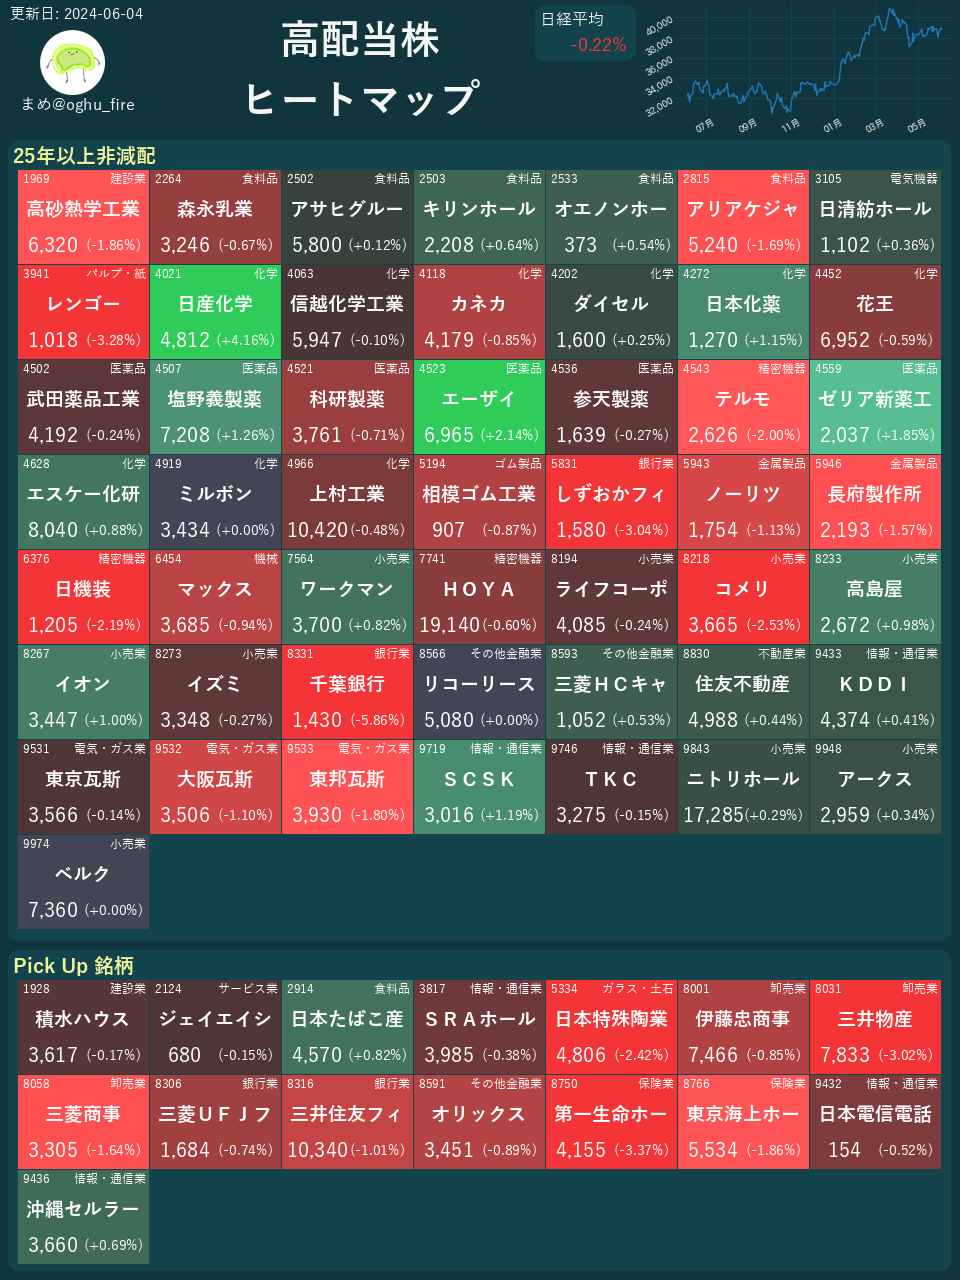 更新日: 2024-06-04
まめ@oghu_fire
高配当株
ヒートマップ
日経平均
-0.22%
40,000
38,000
36,000
34,000
32,000
07月 09月 11月 01月 03月 05月
25年以上非減配
1969 建設業
高砂熱学工業
6,320 (-1.86%)
2264 食料品
森永乳業
3,246 (-0.67%)
2502 食料品
アサヒグルー
5,800 (+0.12%)
2503 食料品
キリンホール
2,208 (+0.64%)
2533 食料品
オエノンホー
373 (+0.54%)
2815 食料品
アリアケジャ
5,240 (-1.69%)
3105 電気機器
日清紡ホール
1,102 (+0.36%)
3941 パルプ・紙
レンゴー
1,018 (-3.28%)
4021 化学
日産化学
4,812 (+4.16%)
4063 化学
信越化学工業
5,947 (-0.10%)
4118 化学
カネカ
4,179 (-0.85%)
4202 化学
ダイセル
1,600 (+0.25%)
4272 化学
日本化薬
1,270 (+1.15%)
4452 化学
花王
6,952 (-0.59%)
4502 医薬品
武田薬品工業
4,192 (-0.24%)
4507 医薬品
塩野義製薬
7,208 (+1.26%)
4521 医薬品
科研製薬
3,761 (-0.71%)
4523 医薬品
エーザイ
6,965 (+2.14%)
4536 医薬品
参天製薬
1,639 (-0.27%)
4543 精密機器
テルモ
2,626 (-2.00%)
4559 医薬品
ゼリア新薬工
2,037 (+1.85%)
4628 化学
エスケー化研
8,040 (+0.88%)
4919 化学
ミルボン
3,434 (+0.00%)
4966 化学
上村工業
10,420 (-0.48%)
5194 ゴム製品
相模ゴム工業
907 (-0.87%)
5831 銀行業
しずおかフィ
1,580 (-3.04%)
5943 金属製品
ノーリツ
1,754 (-1.13%)
5946 金属製品
長府製作所
2,193 (-1.57%)
6376 精密機器
日機装
1,205 (-2.19%)
6454 機械
マックス
3,685 (-0.94%)
7564 小売業
ワークマン
3,700 (+0.82%)
7741 精密機器
ＨＯＹＡ
19,140 (-0.60%)
8194 小売業
ライフコーポ
4,085 (-0.24%)
8218 小売業
コメリ
3,665 (-2.53%)
8233 小売業
高島屋
2,672 (+0.98%)
8267 小売業
イオン
3,447 (+1.00%)
8273 小売業
イズミ
3,348 (-0.27%)
8331 銀行業
千葉銀行
1,430 (-5.86%)
8566 その他金融業
リコーリース
5,080 (+0.00%)
8593 その他金融業
三菱ＨＣキャ
1,052 (+0.53%)
8830 不動産業
住友不動産
4,988 (+0.44%)
9433 情報・通信業
ＫＤＤＩ
4,374 (+0.41%)
9531 電気・ガス業
東京瓦斯
3,566 (-0.14%)
9532 電気・ガス業
大阪瓦斯
3,506 (-1.10%)
9533 電気・ガス業
東邦瓦斯
3,930 (-1.80%)
9719 情報・通信業
ＳＣＳＫ
3,016 (+1.19%)
9746 情報・通信業
ＴＫＣ
3,275 (-0.15%)
9843 小売業
ニトリホール
17,285 (+0.29%)
9948 小売業
アークス
2,959 (+0.34%)
9974 小売業
ベルク
7,360 (+0.00%)
Pick Up 銘柄
1928 建設業
積水ハウス
3,617 (-0.17%)
2124 サービス業
ジェイエイシ
680 (-0.15%)
2914 食料品
日本たばこ産
4,570 (+0.82%)
3817 情報・通信業
ＳＲＡホール
3,985 (-0.38%)
5334 ガラス・土石
日本特殊陶業
4,806 (-2.42%)
8001 卸売業
伊藤忠商事
7,466 (-0.85%)
8031 卸売業
三井物産
7,833 (-3.02%)
8058 卸売業
三菱商事
3,305 (-1.64%)
8306 銀行業
三菱ＵＦＪフ
1,684 (-0.74%)
8316 銀行業
三井住友フィ
10,340 (-1.01%)
8591 その他金融業
オリックス
3,451 (-0.89%)
8750 保険業
第一生命ホー
4,155 (-3.37%)
8766 保険業
東京海上ホー
5,534 (-1.86%)
9432 情報・通信業
日本電信電話
154 (-0.52%)
9436 情報・通信業
沖縄セルラー
3,660 (+0.69%)